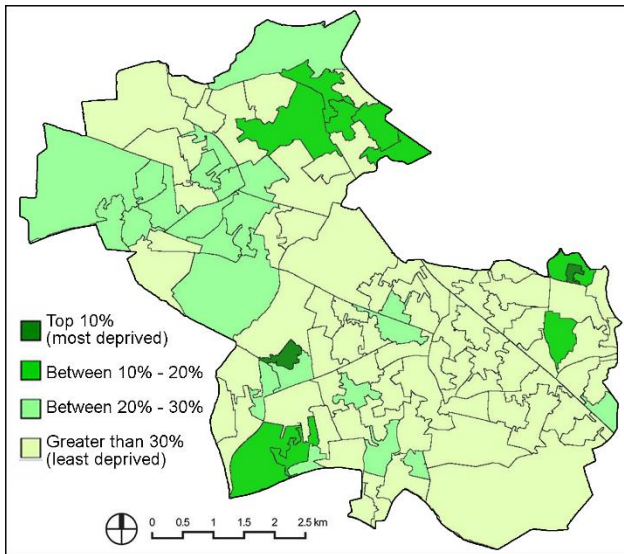 Top 10%
(most deprived)
Between 10% - 20%
Between 20% - 30%
Greater than 30%
(least deprived)
0 0.5 1 1.5 2 2.5 km